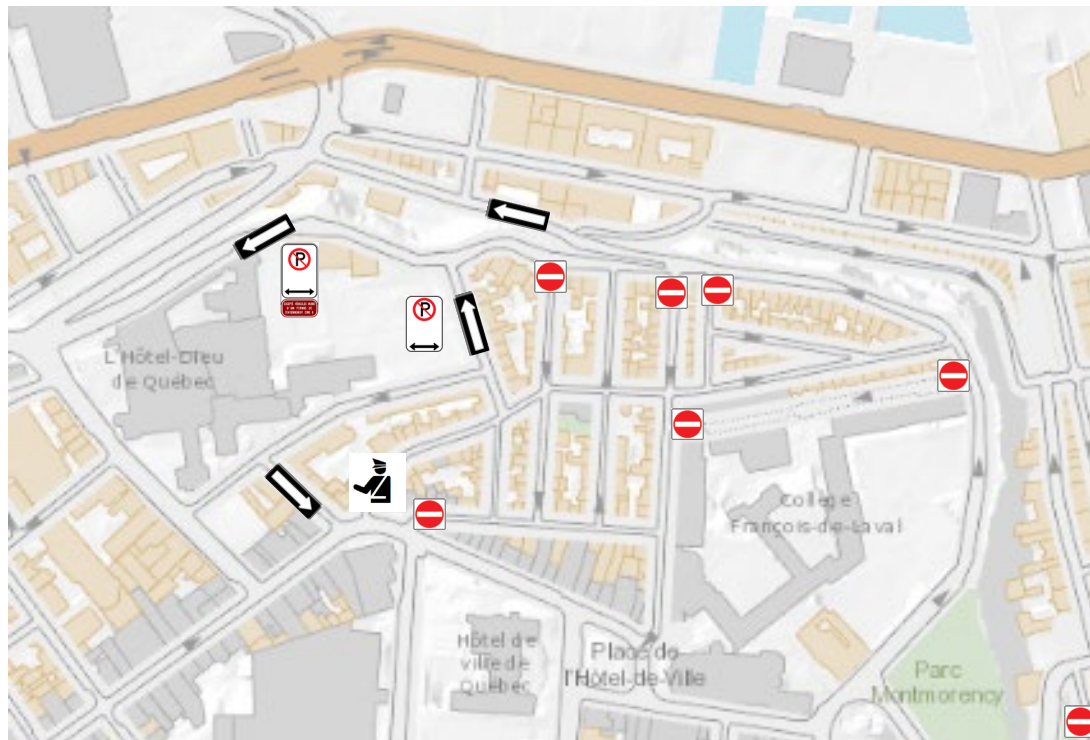 L'Hôtel-Dieu
de Québec
P
P
Collège
François-de-Laval
Hôtel de
ville de
Québec
Place de
l'Hôtel-de-Ville
Parc
Montmorency